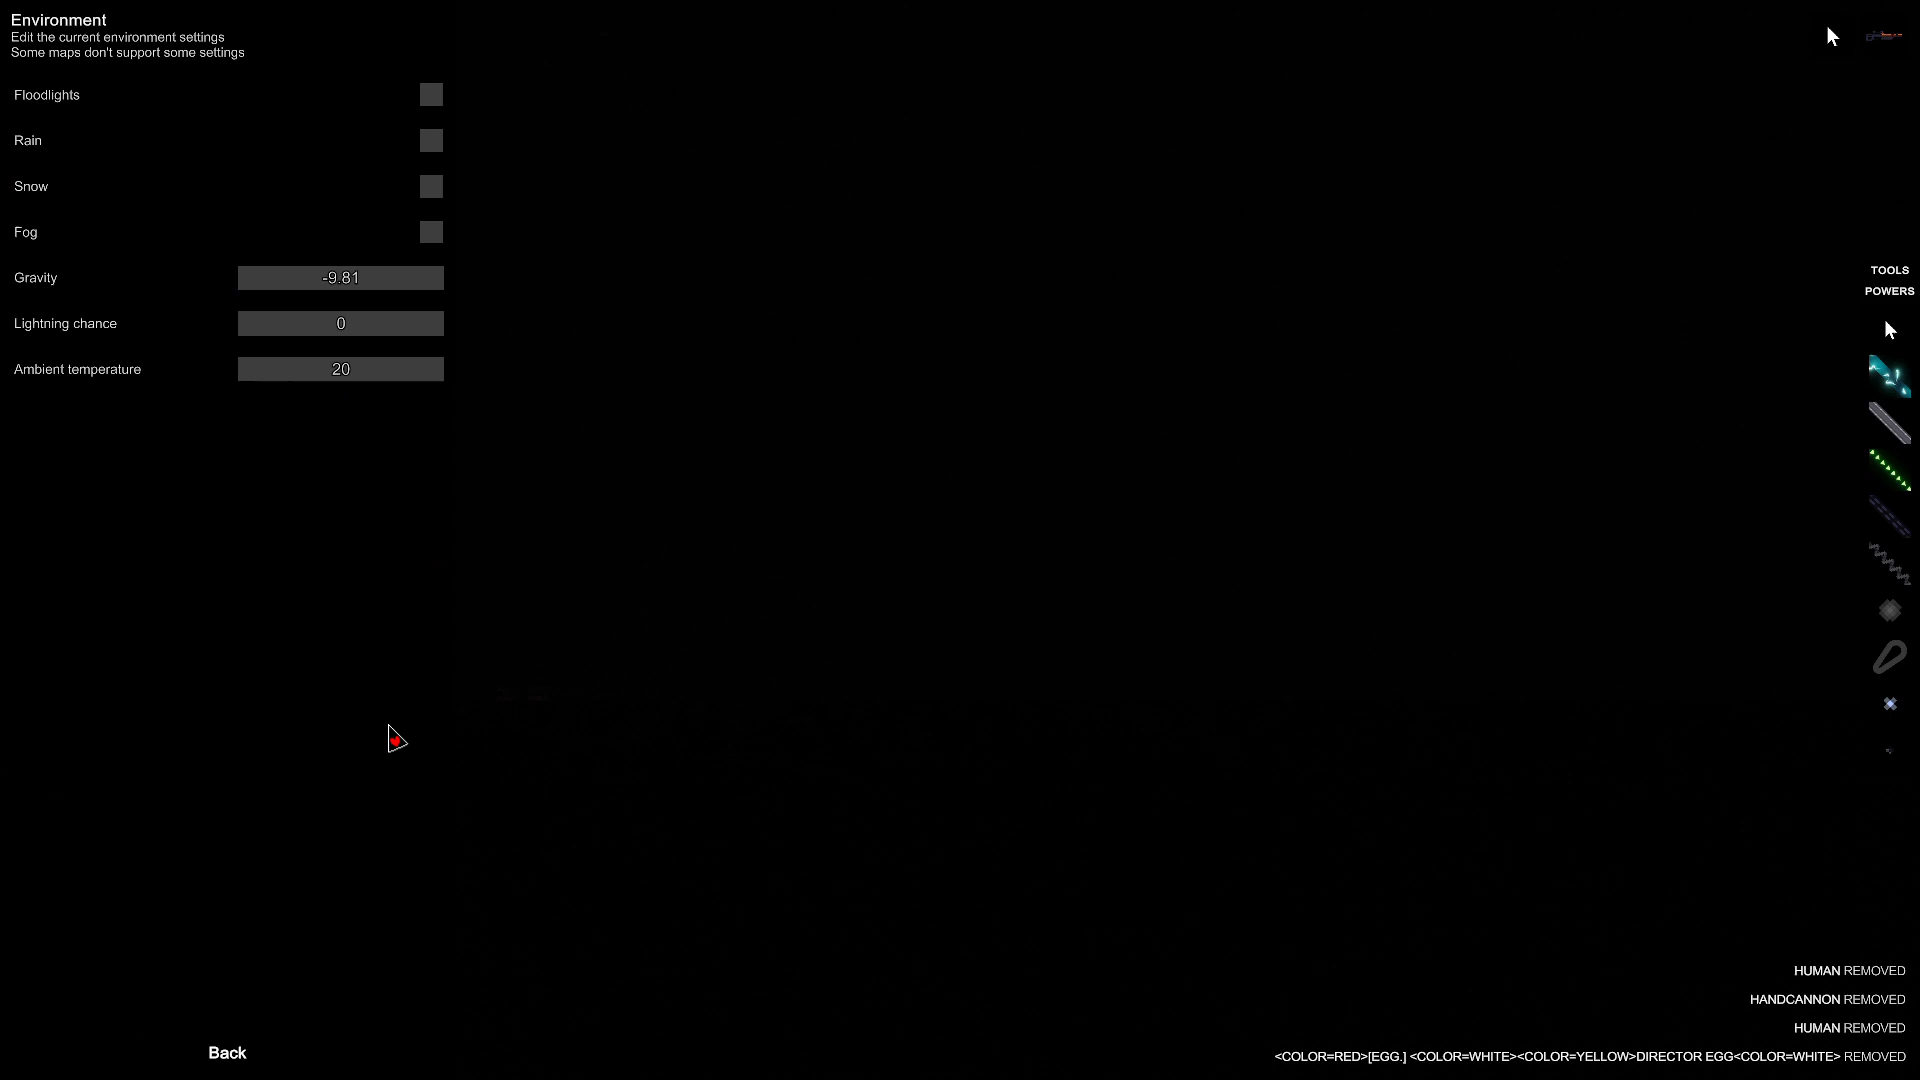 Environment
Edit the current environment settings
Some maps don't support some settings
Floodlights
Rain
Snow
Fog
Gravity
-9.81
Lightning chance
0
Ambient temperature
20
Back
TOOLS
POWERS
HUMAN REMOVED
HANDCANNON REMOVED
HUMAN REMOVED
<COLOR=RED>[EGG.] <COLOR=WHITE><COLOR=YELLOW>DIRECTOR EGG<COLOR=WHITE> REMOVED